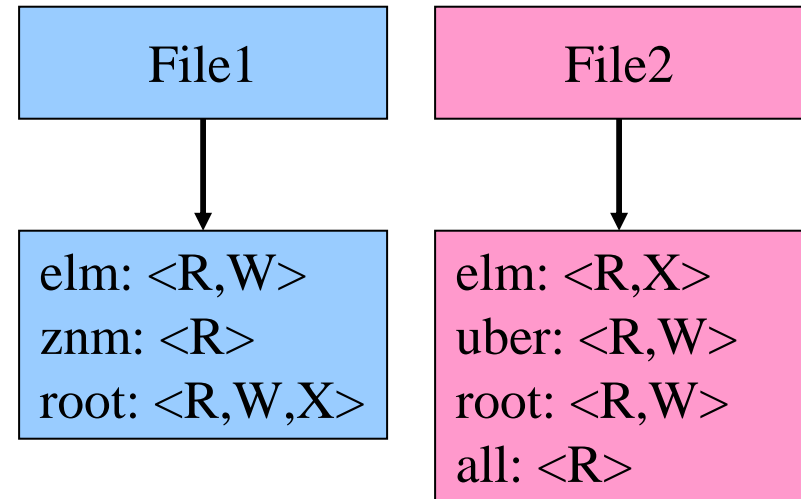 File1
elm: <R,W>
znm: <R>
root: <R,W,X>
File2
elm: <R,X>
uber: <R,W>
root: <R,W>
all: <R>